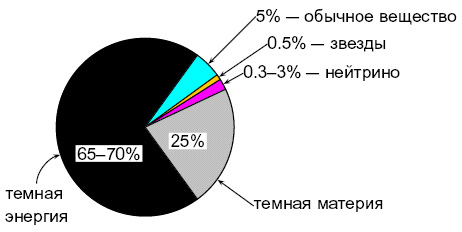 5% — обычное вещество
0.5% — звезды
0.3–3% — нейтрино
65–70%
25%
темная
энергия
темная материя